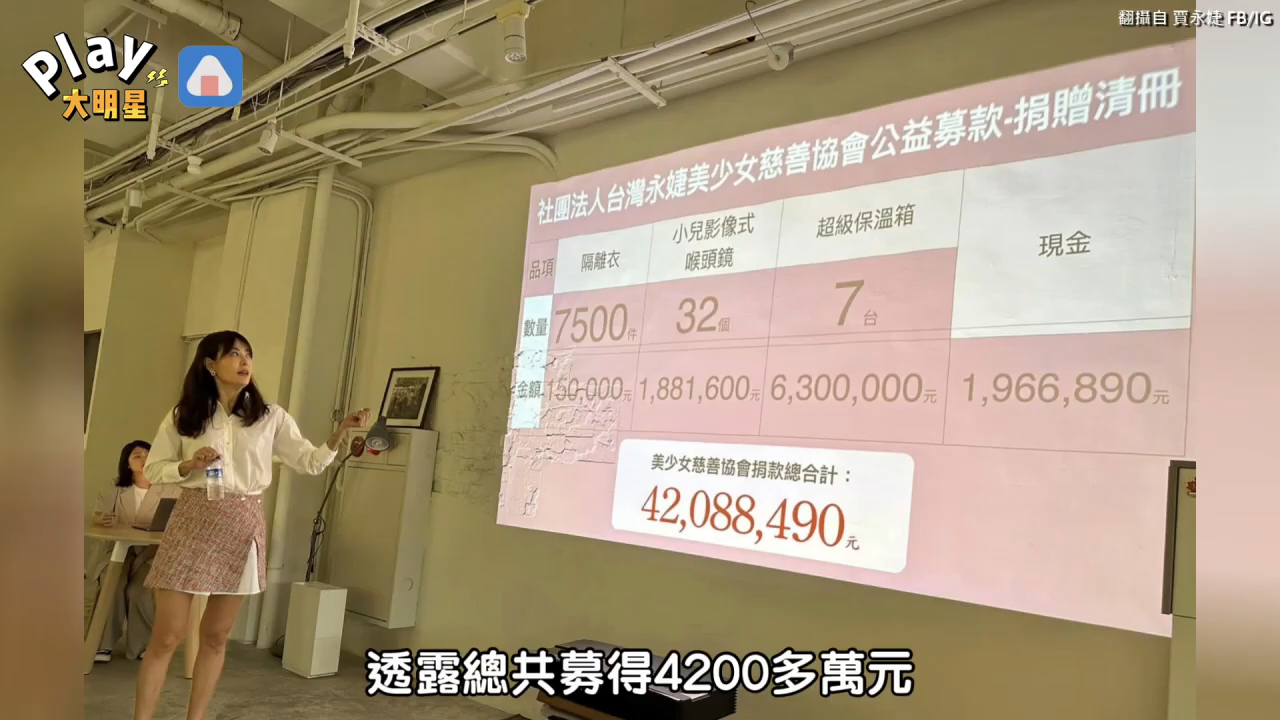 翻攝自 賈永婕 FB/IG
Play
大明星
社團法人台灣永婕美少女慈善協會公益募款-捐贈清冊
品項 隔離衣 小兒影像式喉頭鏡 超級保溫箱 現金
數量 7500件 32個 7台
金額 150,000元 1,881,600元 6,300,000元 1,966,890元
美少女慈善協會捐款總合計：
42,088,490元
透露總共募得4200多萬元